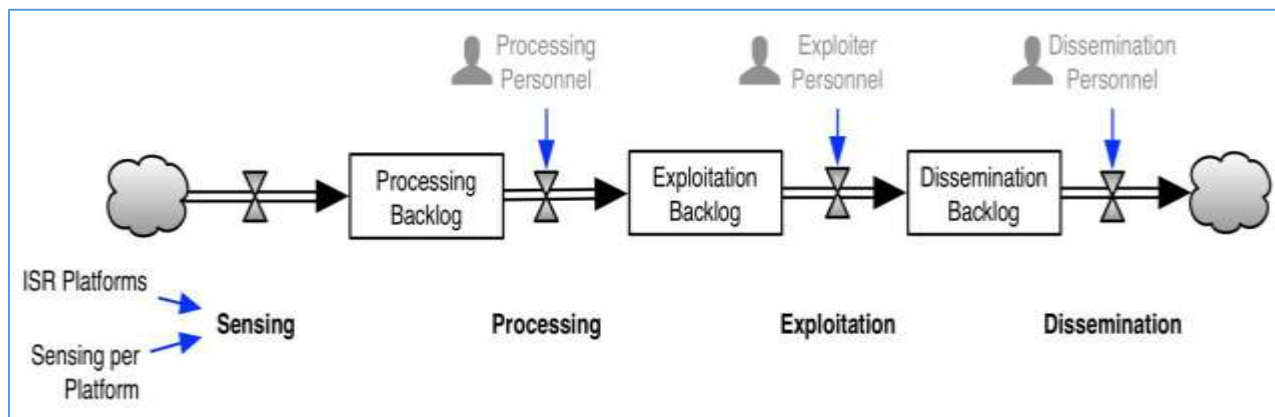 Processing
Personnel
Exploiter
Personnel
Dissemination
Personnel
Processing
Backlog
Exploitation
Backlog
Dissemination
Backlog
ISR Platforms
Sensing
Processing
Exploitation
Dissemination
Sensing per
Platform